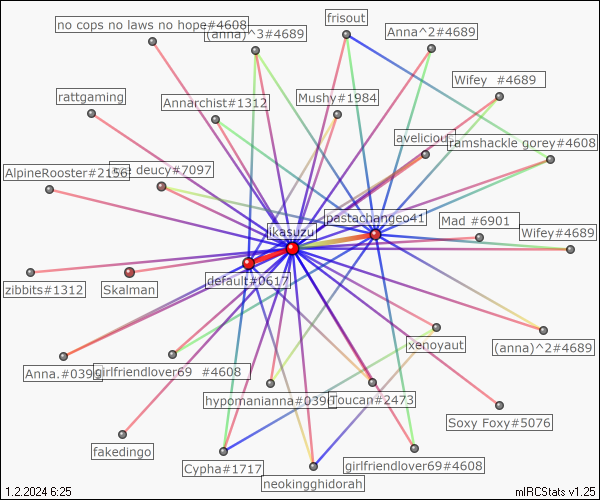 frisout
no cops no laws no hope#4608
(anna)^3#4689
Anna^2#4689
Wifey #4689
rattgaming
Annarchist#1312
Mushy#1984
avelicious
ramshackle gorey#4608
AlpineRooster#2156
deucy#7097
pastachangeo41
Mad #6901
ikasuzu
Wifey#4689
default#0617
zibbits#1312
Skalman
xenoyaut
(anna)^2#4689
Anna.#0399
girlfriendlover69 #4608
hypomanianna#0399
Toucan#2473
Soxy Foxy#5076
fakedingo
Cypha#1717
girlfriendlover69#4608
neokingghidorah
1.2.2024 6:25
mIRCStats v1.25